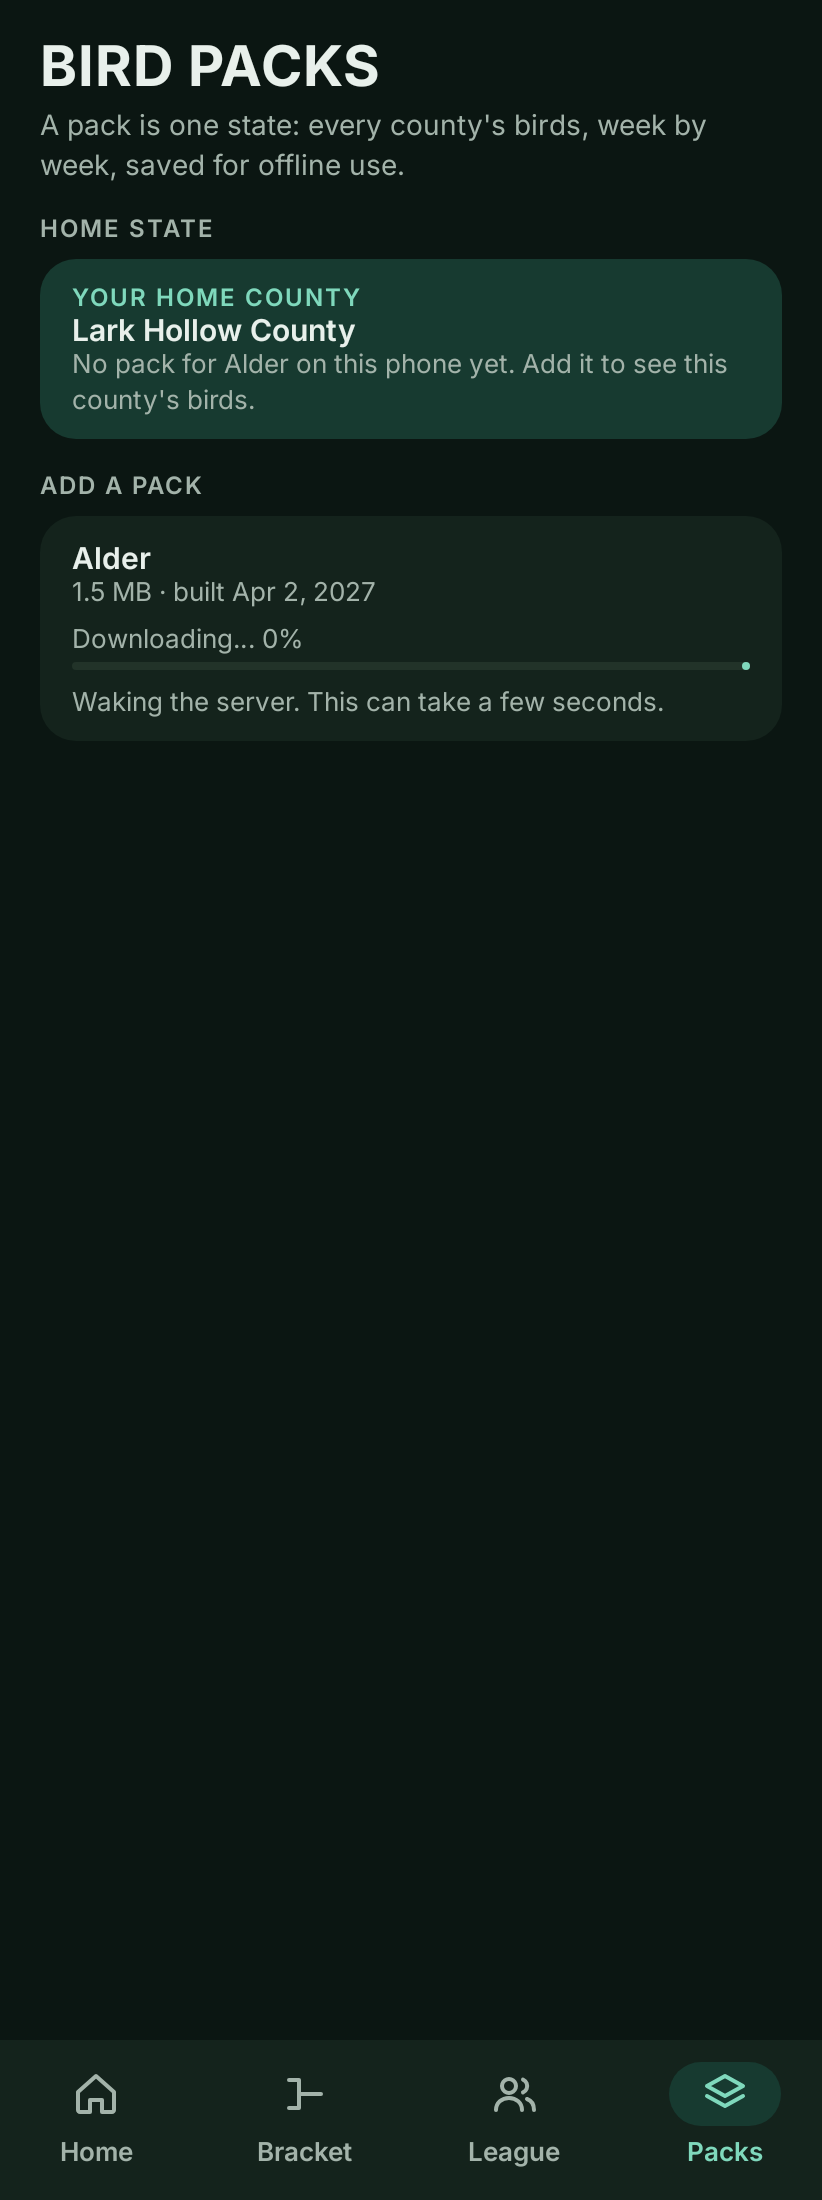 BIRD PACKS
A pack is one state: every county's birds, week by
week, saved for offline use.
HOME STATE
YOUR HOME COUNTY
Lark Hollow County
No pack for Alder on this phone yet. Add it to see this
county's birds.
ADD A PACK
Alder
1.5 MB · built Apr 2, 2027
Downloading... 0%
Waking the server. This can take a few seconds.
Home
Bracket
League
Packs